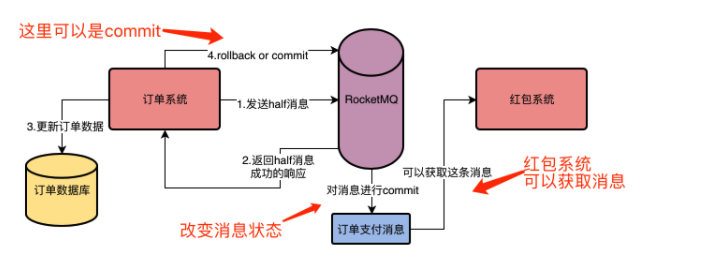 这里可以是commit
4.rollback or commit
订单系统
1.发送half消息
RocketMQ
红包系统
3.更新订单数据
2.返回half消息
成功的响应
可以获取这条消息
红包系统
可以获取消息
订单数据库
对消息进行commit
改变消息状态
订单支付消息